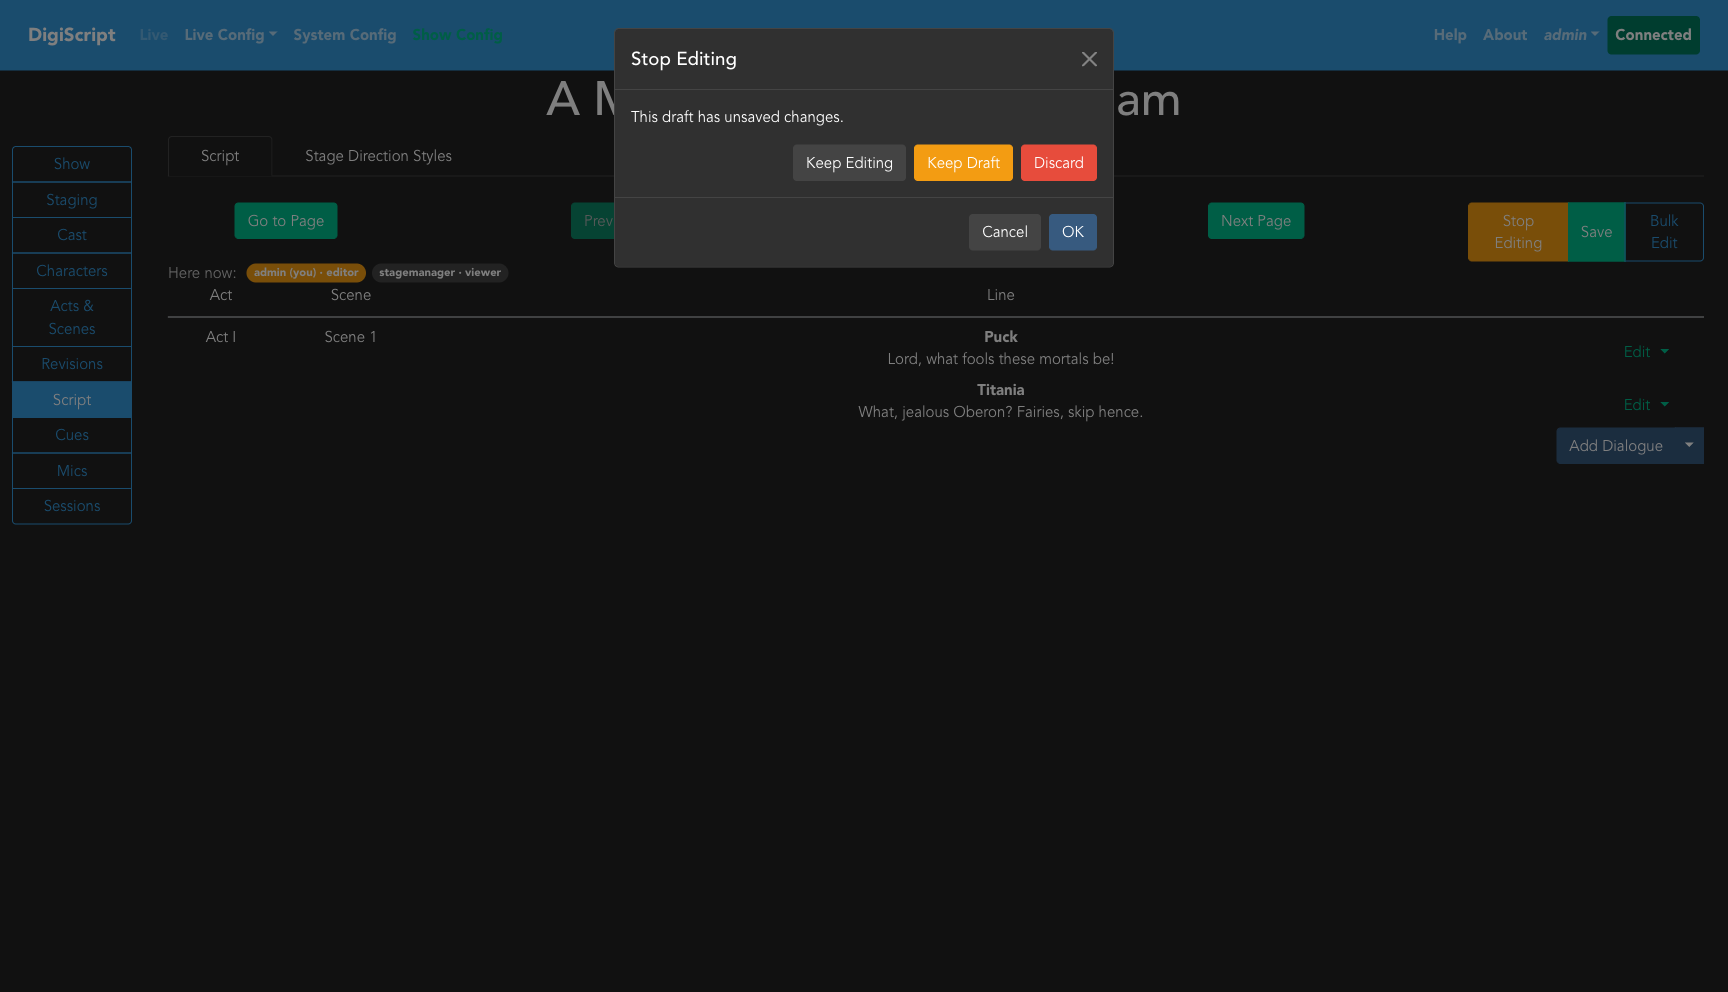 DigiScript Live Live Config System Config Show Config Help About admin Connected
Stop Editing
This draft has unsaved changes.
Keep Editing Keep Draft Discard
Cancel OK
A M am
Script Stage Direction Styles
Show
Staging
Cast
Characters
Acts &
Scenes
Revisions
Script
Cues
Mics
Sessions
Go to Page Prev Next Page Stop
Editing Save Bulk
Edit
Here now: admin (you) · editor stagemanager · viewer
Act Scene Line
Act I Scene 1 Puck
Lord, what fools these mortals be! Edit
Titania
What, jealous Oberon? Fairies, skip hence. Edit
Add Dialogue